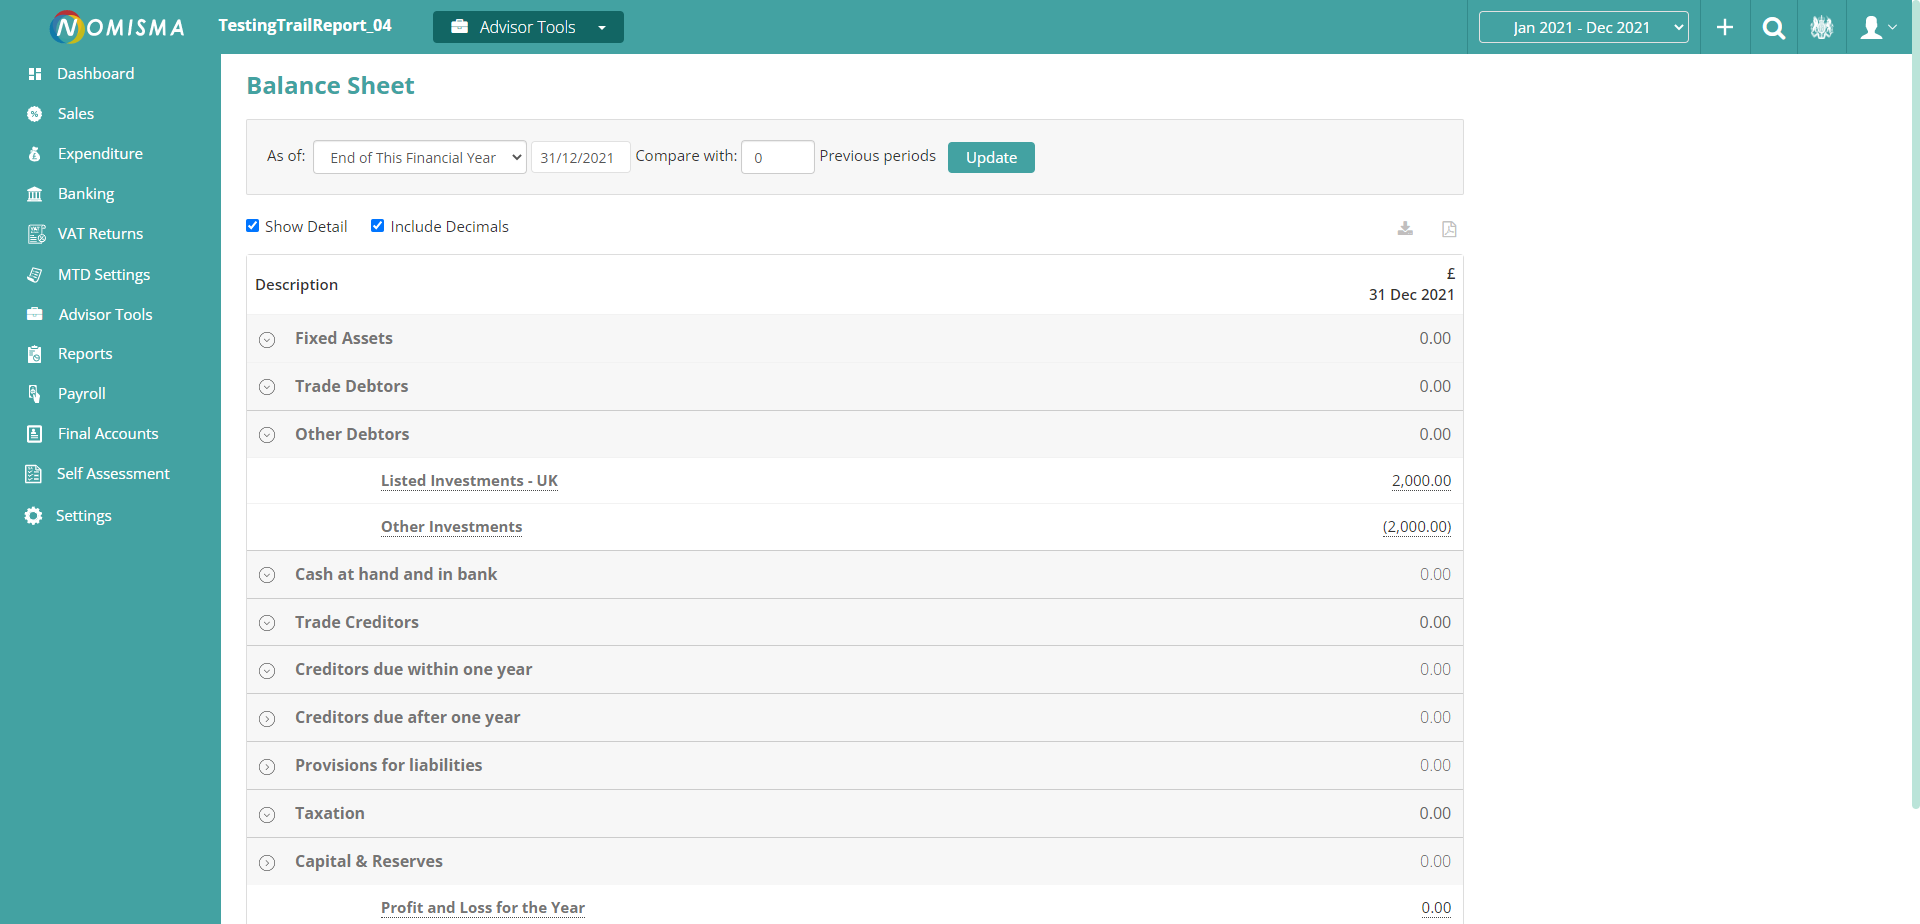 NOMISMA
TestingTrailReport_04
Advisor Tools
Jan 2021 - Dec 2021
Dashboard
Sales
Expenditure
Banking
VAT Returns
MTD Settings
Advisor Tools
Reports
Payroll
Final Accounts
Self Assessment
Settings
Balance Sheet
As of: End of This Financial Year 31/12/2021 Compare with: 0 Previous periods Update
Show Detail Include Decimals
£
Description
31 Dec 2021
Fixed Assets 0.00
Trade Debtors 0.00
Other Debtors 0.00
Listed Investments - UK 2,000.00
Other Investments (2,000.00)
Cash at hand and in bank 0.00
Trade Creditors 0.00
Creditors due within one year 0.00
Creditors due after one year 0.00
Provisions for liabilities 0.00
Taxation 0.00
Capital & Reserves 0.00
Profit and Loss for the Year 0.00